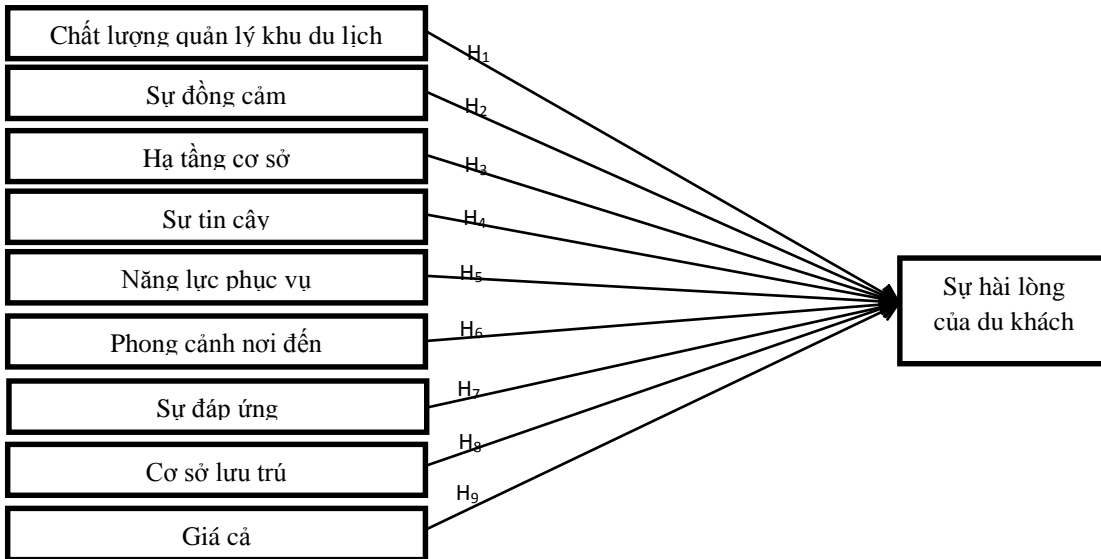 Chất lượng quản lý khu du lịch
H1
Sự đồng cảm
H2
Hạ tầng cơ sở
H3
Sự tin cậy
H4
Năng lực phục vụ
H5
Phong cảnh nơi đến
H6
Sự đáp ứng
H7
Cơ sở lưu trú
H8
Giá cả
H9
Sự hài lòng
của du khách